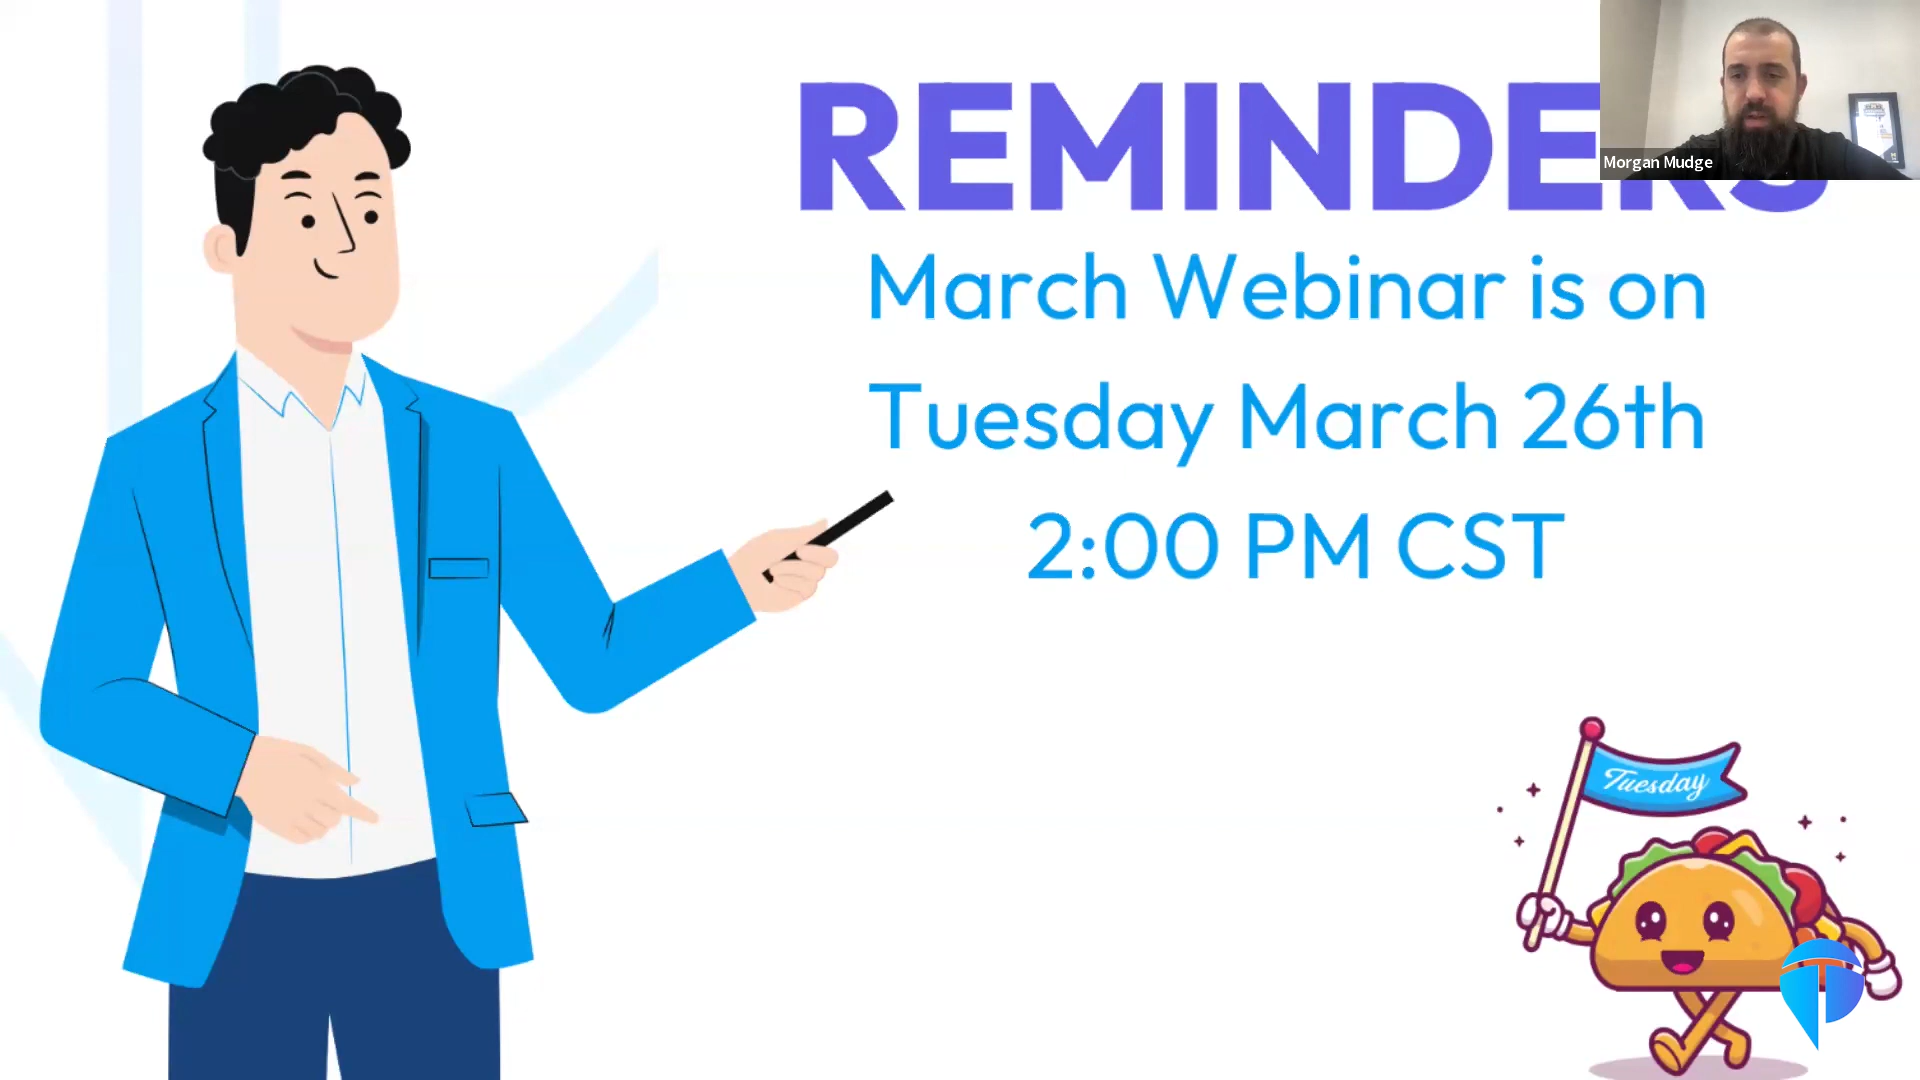 REMINDERS
Morgan Mudge
March Webinar is on
Tuesday March 26th
2:00 PM CST
Tuesday